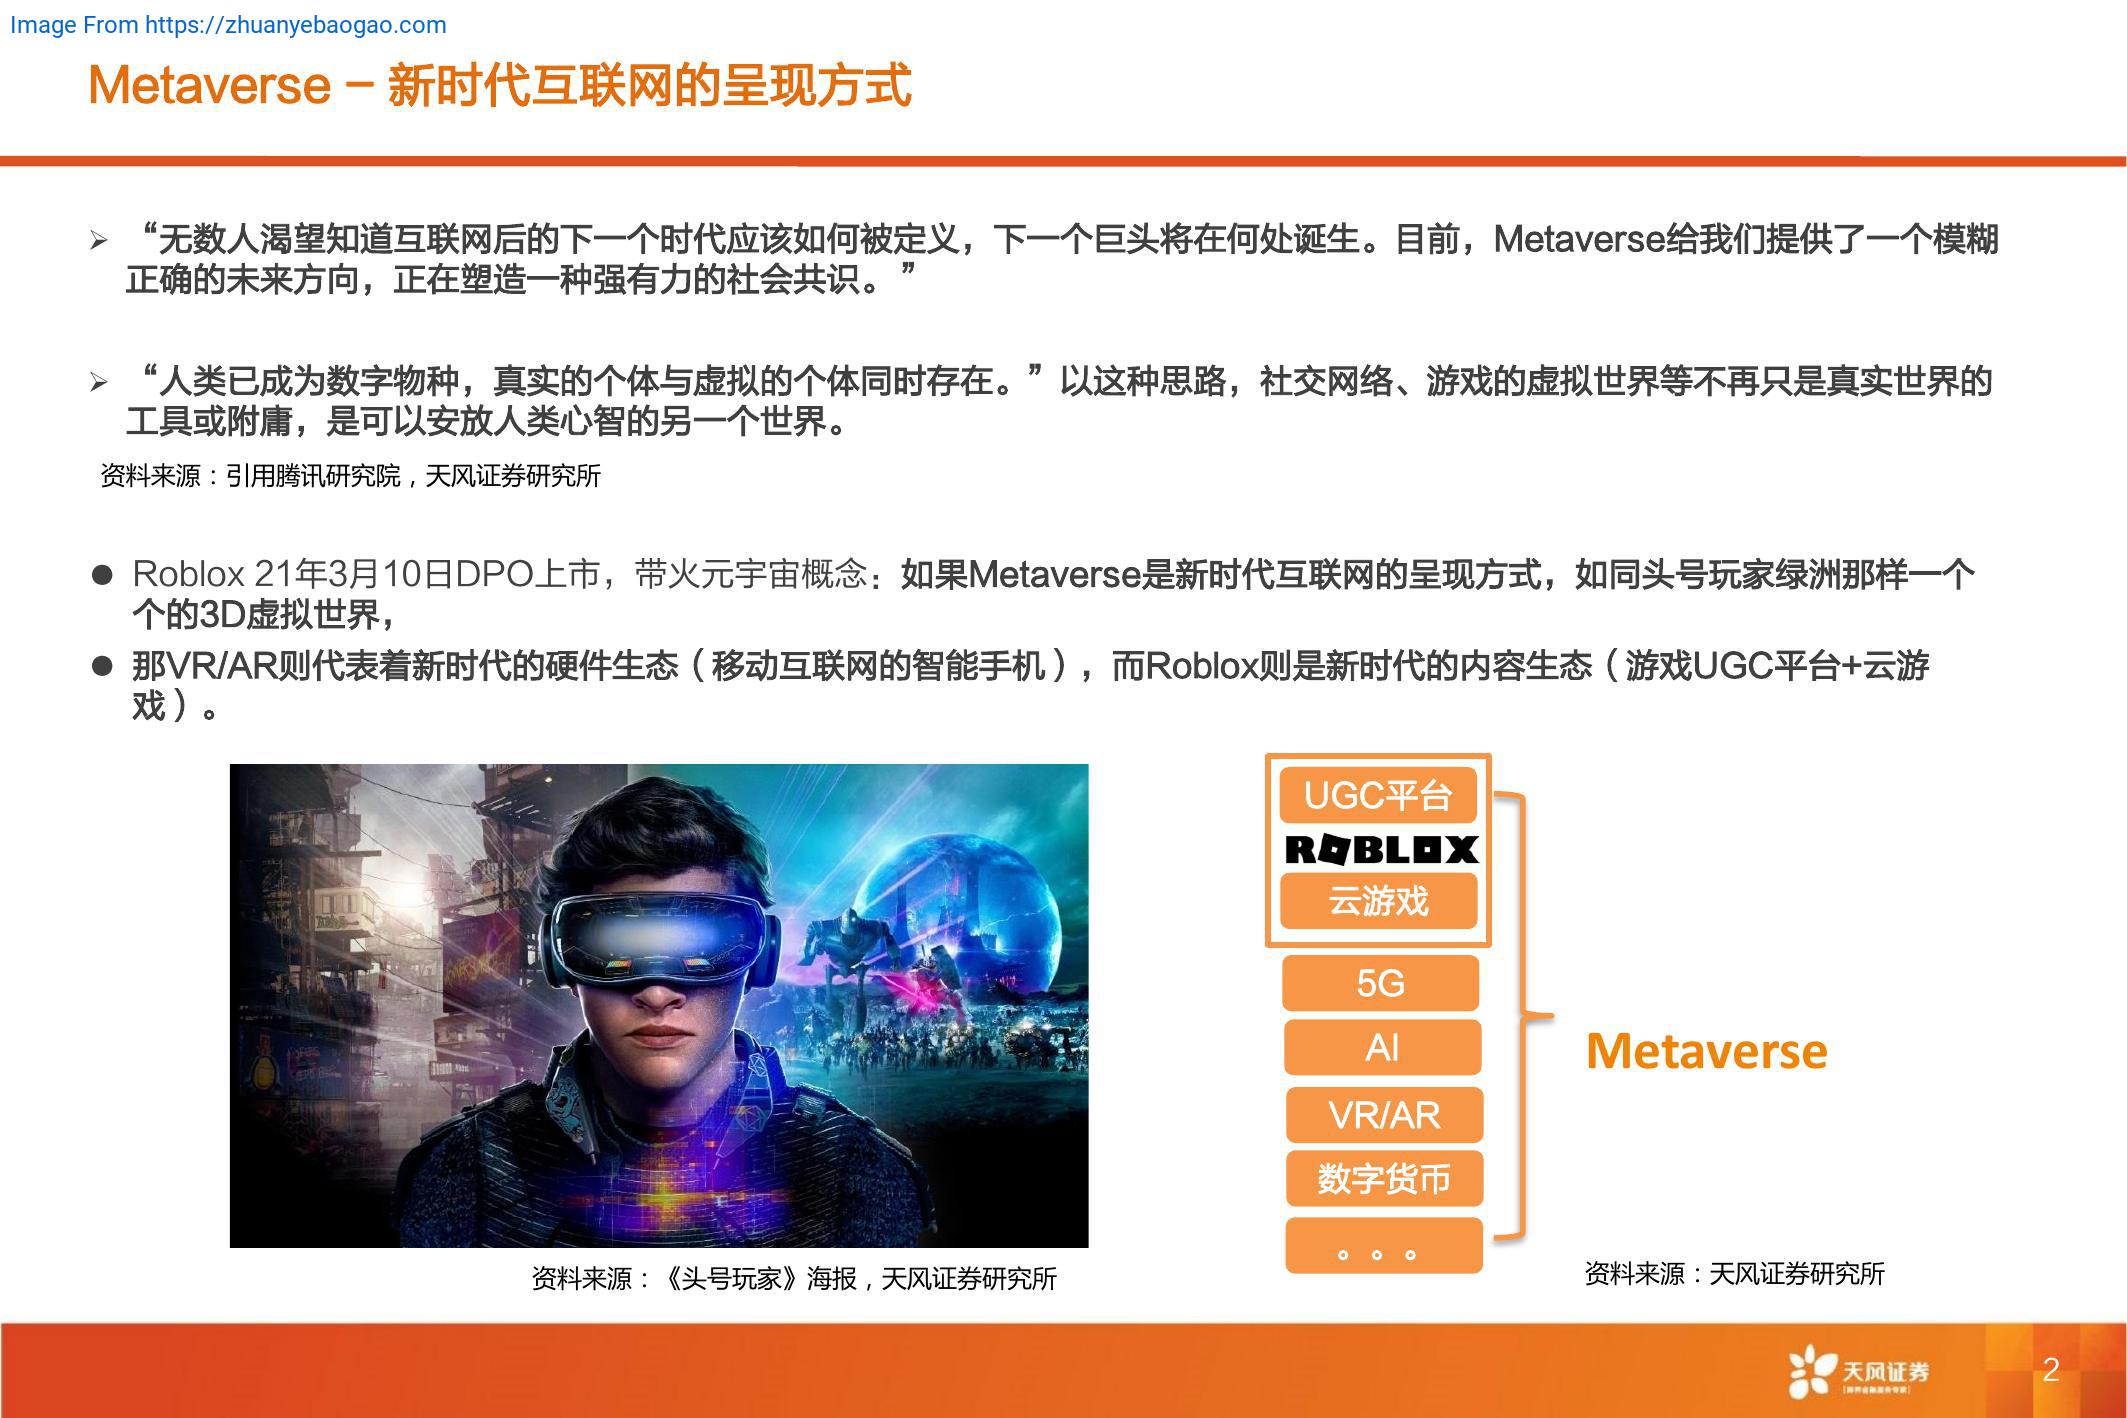 Image From https://zhuanyebaogao.com
Metaverse – 新时代互联网的呈现方式
“无数人渴望知道互联网后的下一个时代应该如何被定义，下一个巨头将在何处诞生。目前，Metaverse给我们提供了一个模糊
正确的未来方向，正在塑造一种强有力的社会共识。”
“人类已成为数字物种，真实的个体与虚拟的个体同时存在。”以这种思路，社交网络、游戏的虚拟世界等不再只是真实世界的
工具或附庸，是可以安放人类心智的另一个世界。
资料来源：引用腾讯研究院，天风证券研究所
Roblox 21年3月10日DPO上市，带火元宇宙概念：如果Metaverse是新时代互联网的呈现方式，如同头号玩家绿洲那样一个
个的3D虚拟世界，
那VR/AR则代表着新时代的硬件生态（移动互联网的智能手机），而Roblox则是新时代的内容生态（游戏UGC平台+云游
戏）。
UGC平台
ROBLOX
云游戏
5G
AI
VR/AR
数字货币
。。。
Metaverse
资料来源：《头号玩家》海报，天风证券研究所
资料来源：天风证券研究所
天风证券
2